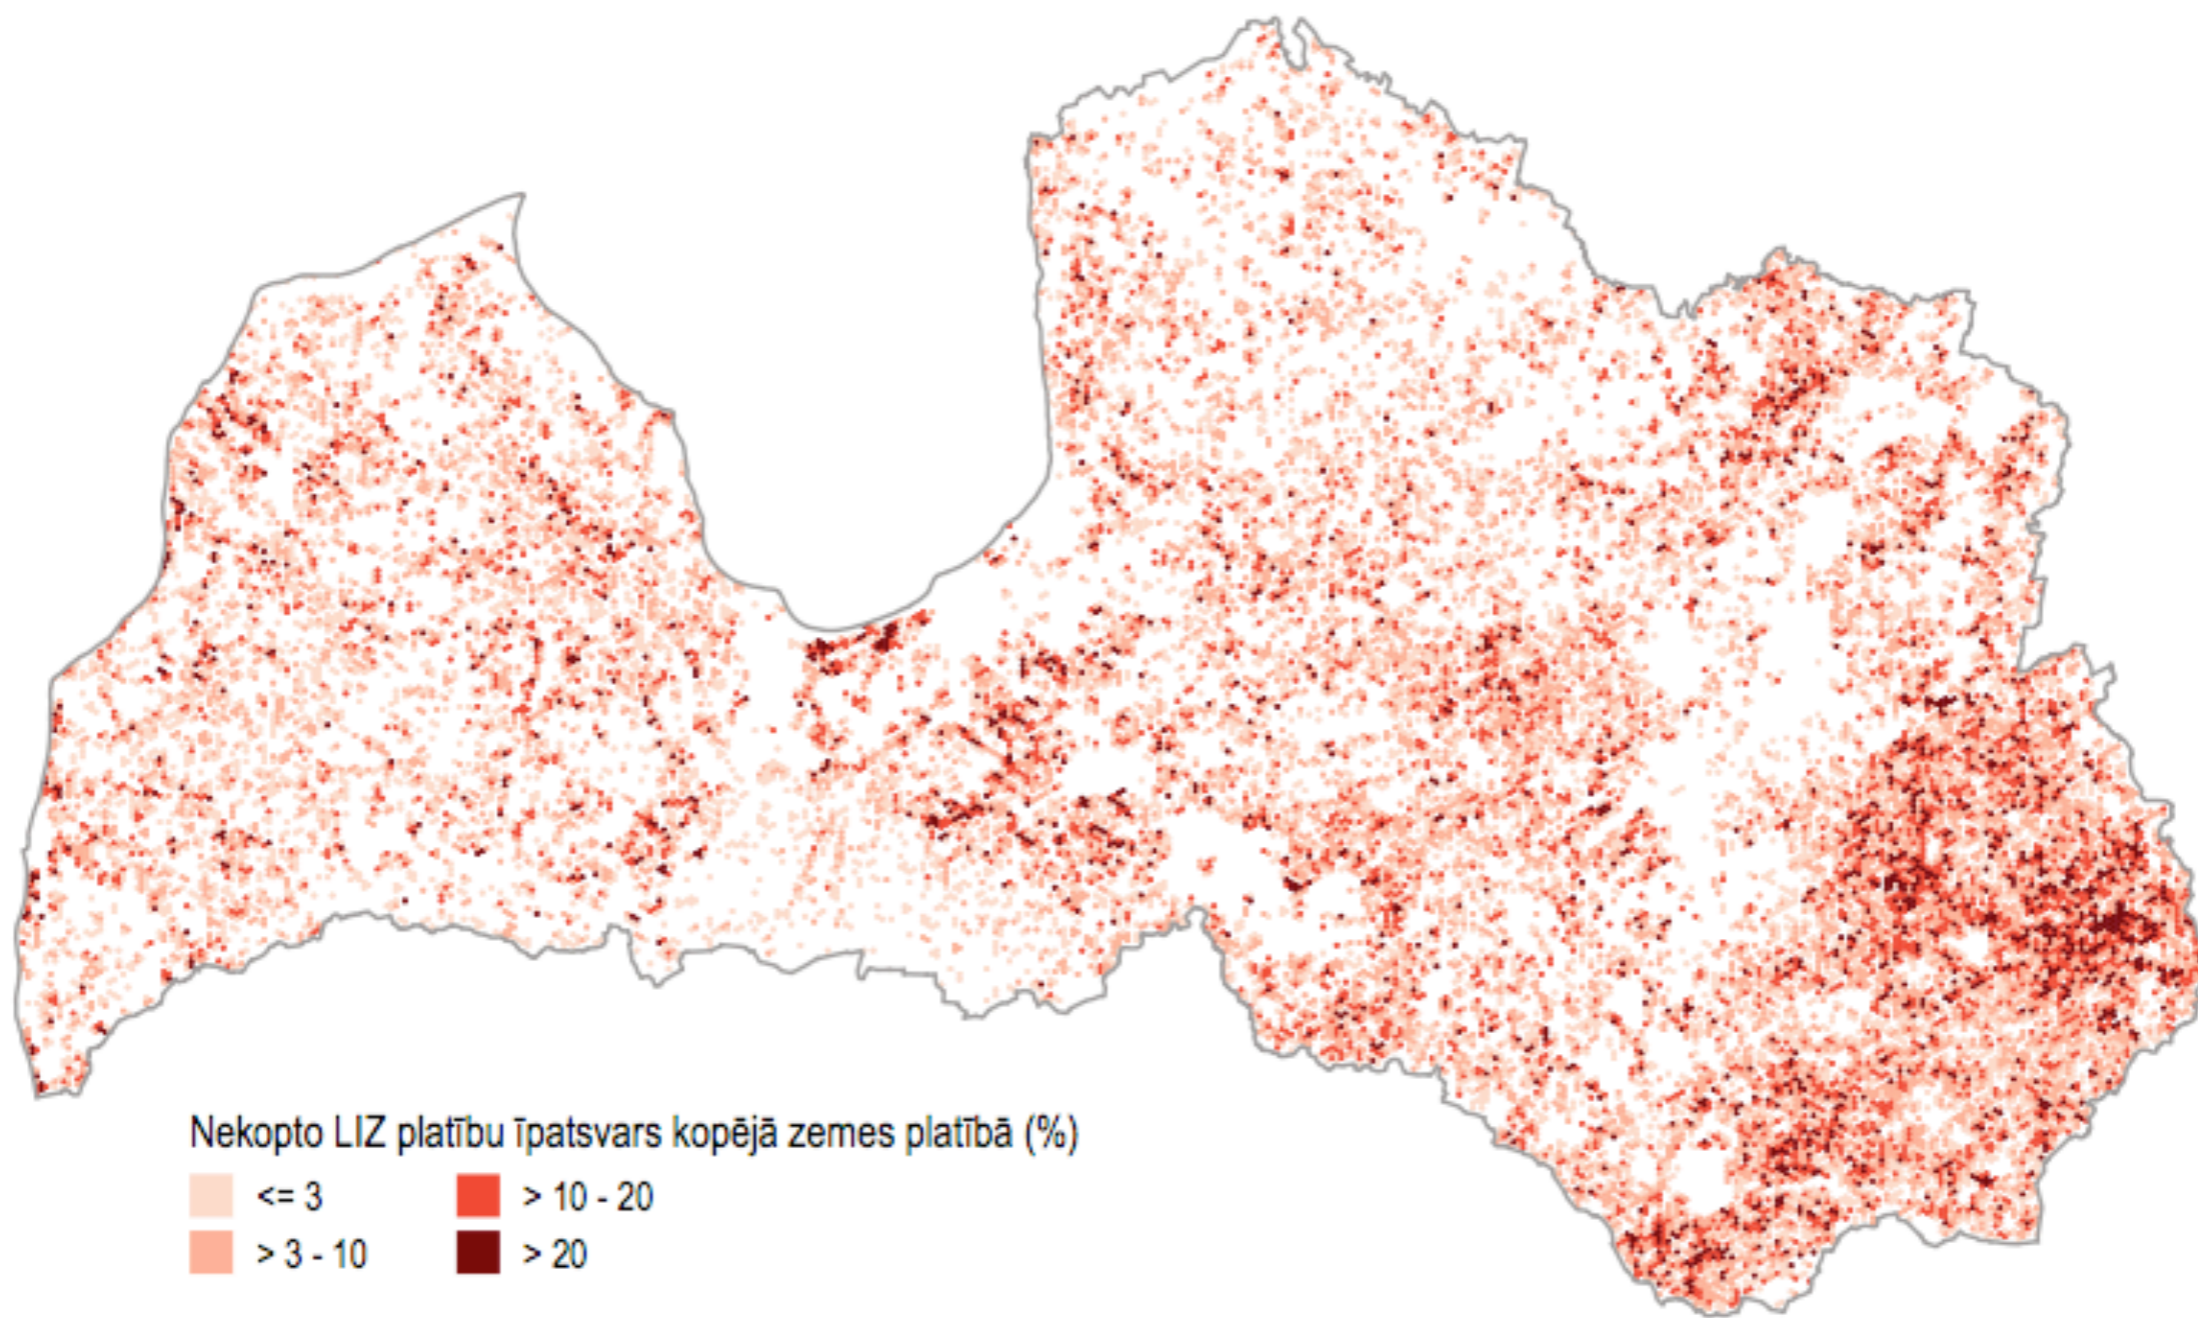 Nekopto LIZ platību īpatsvars kopējā zemes platībā (%)
<= 3
> 10 - 20
> 3 - 10
> 20